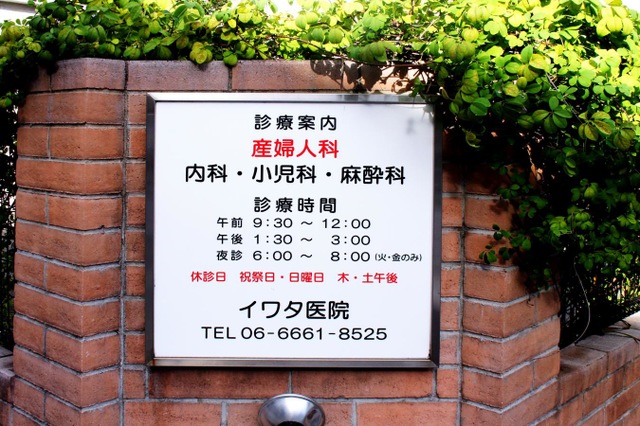 診療案内
産婦人科
内科・小児科・麻酔科
診療時間
午前 9:30 ～ 12:00
午後 1:30 ～ 3:00
夜診 6:00 ～ 8:00 (火・金のみ)
休診日 祝祭日・日曜日 木・土午後
イワタ医院
TEL 06-6661-8525